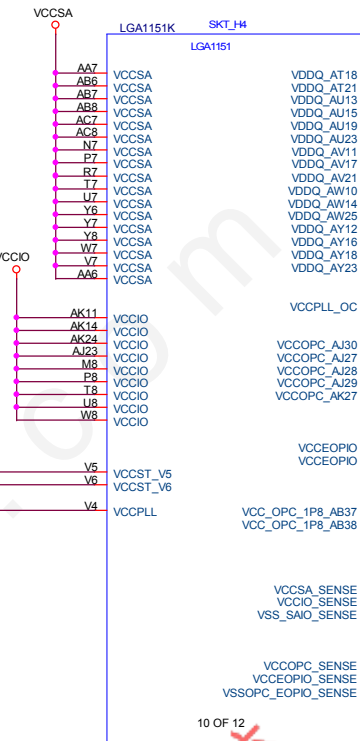 VCCSA
LGA1151K SKT_H4
LGA1151
AA7 VCCSA VDDQ_AT18
AB6 VCCSA VDDQ_AT21
AB7 VCCSA VDDQ_AU13
AB8 VCCSA VDDQ_AU15
AC7 VCCSA VDDQ_AU19
AC8 VCCSA VDDQ_AU23
N7 VCCSA VDDQ_AV11
P7 VCCSA VDDQ_AV17
R7 VCCSA VDDQ_AV21
T7 VCCSA VDDQ_AW10
U7 VCCSA VDDQ_AW14
Y6 VCCSA VDDQ_AW25
Y7 VCCSA VDDQ_AY12
Y8 VCCSA VDDQ_AY16
W7 VCCSA VDDQ_AY18
V7 VCCSA VDDQ_AY23
AA6 VCCSA
VCCIO
VCCPLL_OC
AK11 VCCIO
AK14 VCCIO
AK24 VCCIO VCCOPC_AJ30
AJ23 VCCIO VCCOPC_AJ27
M8 VCCIO VCCOPC_AJ28
P8 VCCIO VCCOPC_AJ29
T8 VCCIO VCCOPC_AK27
U8 VCCIO
W8 VCCIO
VCCEOPIO
VCCEOPIO
V5 VCCST_V5
V6 VCCST_V6
V4 VCCPLL VCC_OPC_1P8_AB37
VCC_OPC_1P8_AB38
VCCSA_SENSE
VCCIO_SENSE
VSS_SAIO_SENSE
VCCOPC_SENSE
VCCEOPIO_SENSE
VSSOPC_EOPIO_SENSE
10 OF 12